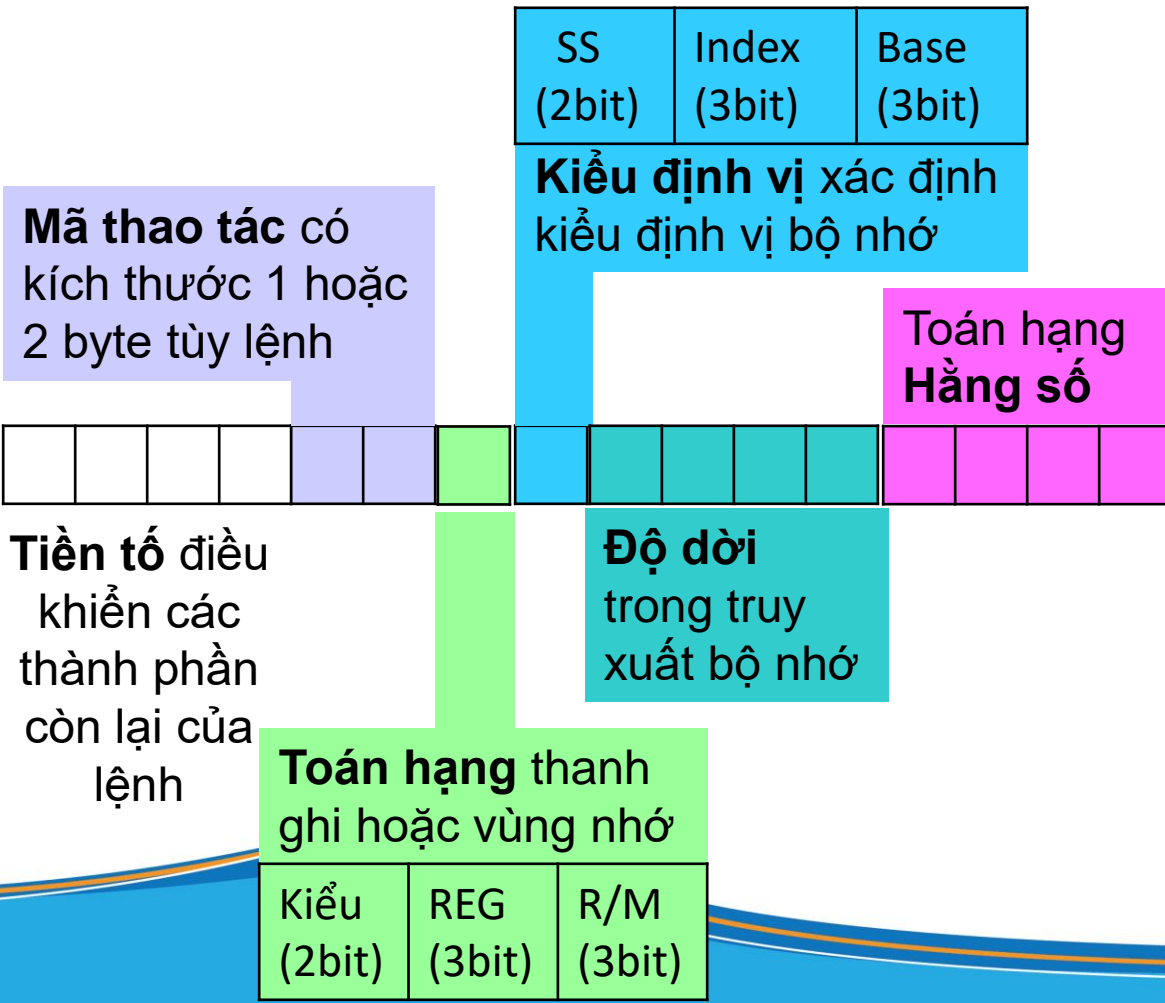 SS Index Base
(2bit) (3bit) (3bit)
Kiểu định vị xác định
kiểu định vị bộ nhớ
Mã thao tác có
kích thước 1 hoặc
2 byte tùy lệnh
Toán hạng
Hằng số
Tiền tố điều
khiển các
thành phần
còn lại của
lệnh
Độ dời
trong truy
xuất bộ nhớ
Toán hạng thanh
ghi hoặc vùng nhớ
Kiểu REG R/M
(2bit) (3bit) (3bit)